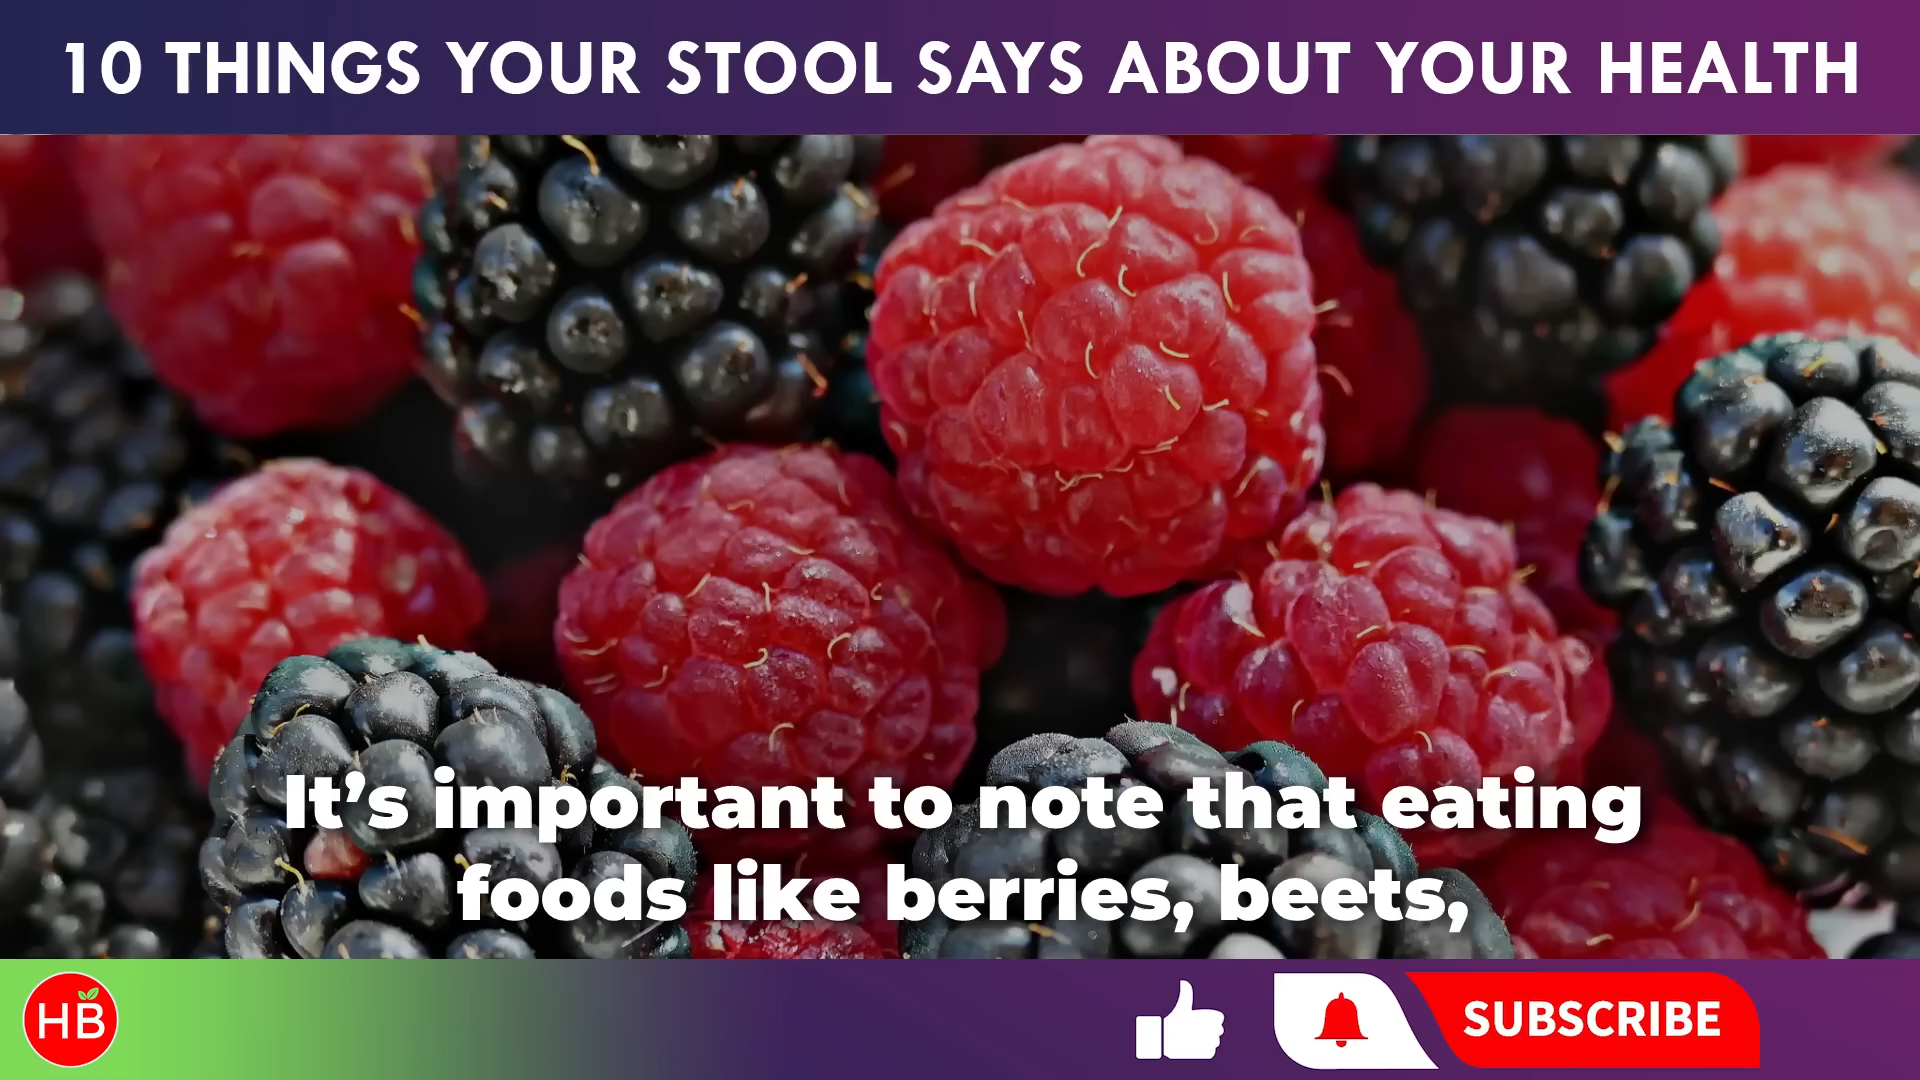 10 THINGS YOUR STOOL SAYS ABOUT YOUR HEALTH
It’s important to note that eating
foods like berries, beets,
HB
SUBSCRIBE